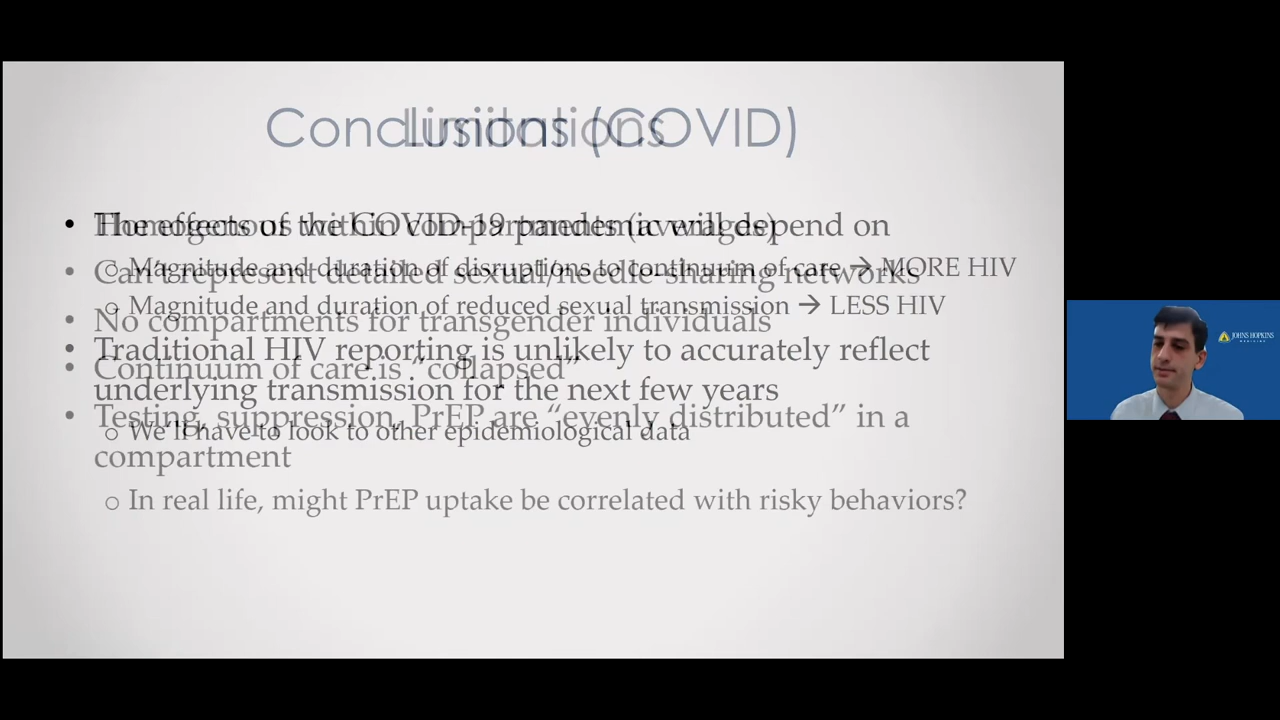 Conclusions (COVID)
• The effects of the COVID-19 pandemic will depend on
o Magnitude and duration of disruptions to continuum of care → MORE HIV
o Magnitude and duration of reduced sexual transmission → LESS HIV
• Traditional HIV reporting is unlikely to accurately reflect
underlying transmission for the next few years
o We'll have to look to other epidemiological data
Limitations
• Homogenous within compartments (averages)
• Can't represent detailed sexual/needle-sharing networks
• No compartments for transgender individuals
• Continuum of care is "collapsed"
• Testing, suppression, PrEP are "evenly distributed" in a
compartment
o In real life, might PrEP uptake be correlated with risky behaviors?
JOHNS HOPKINS
MEDICINE